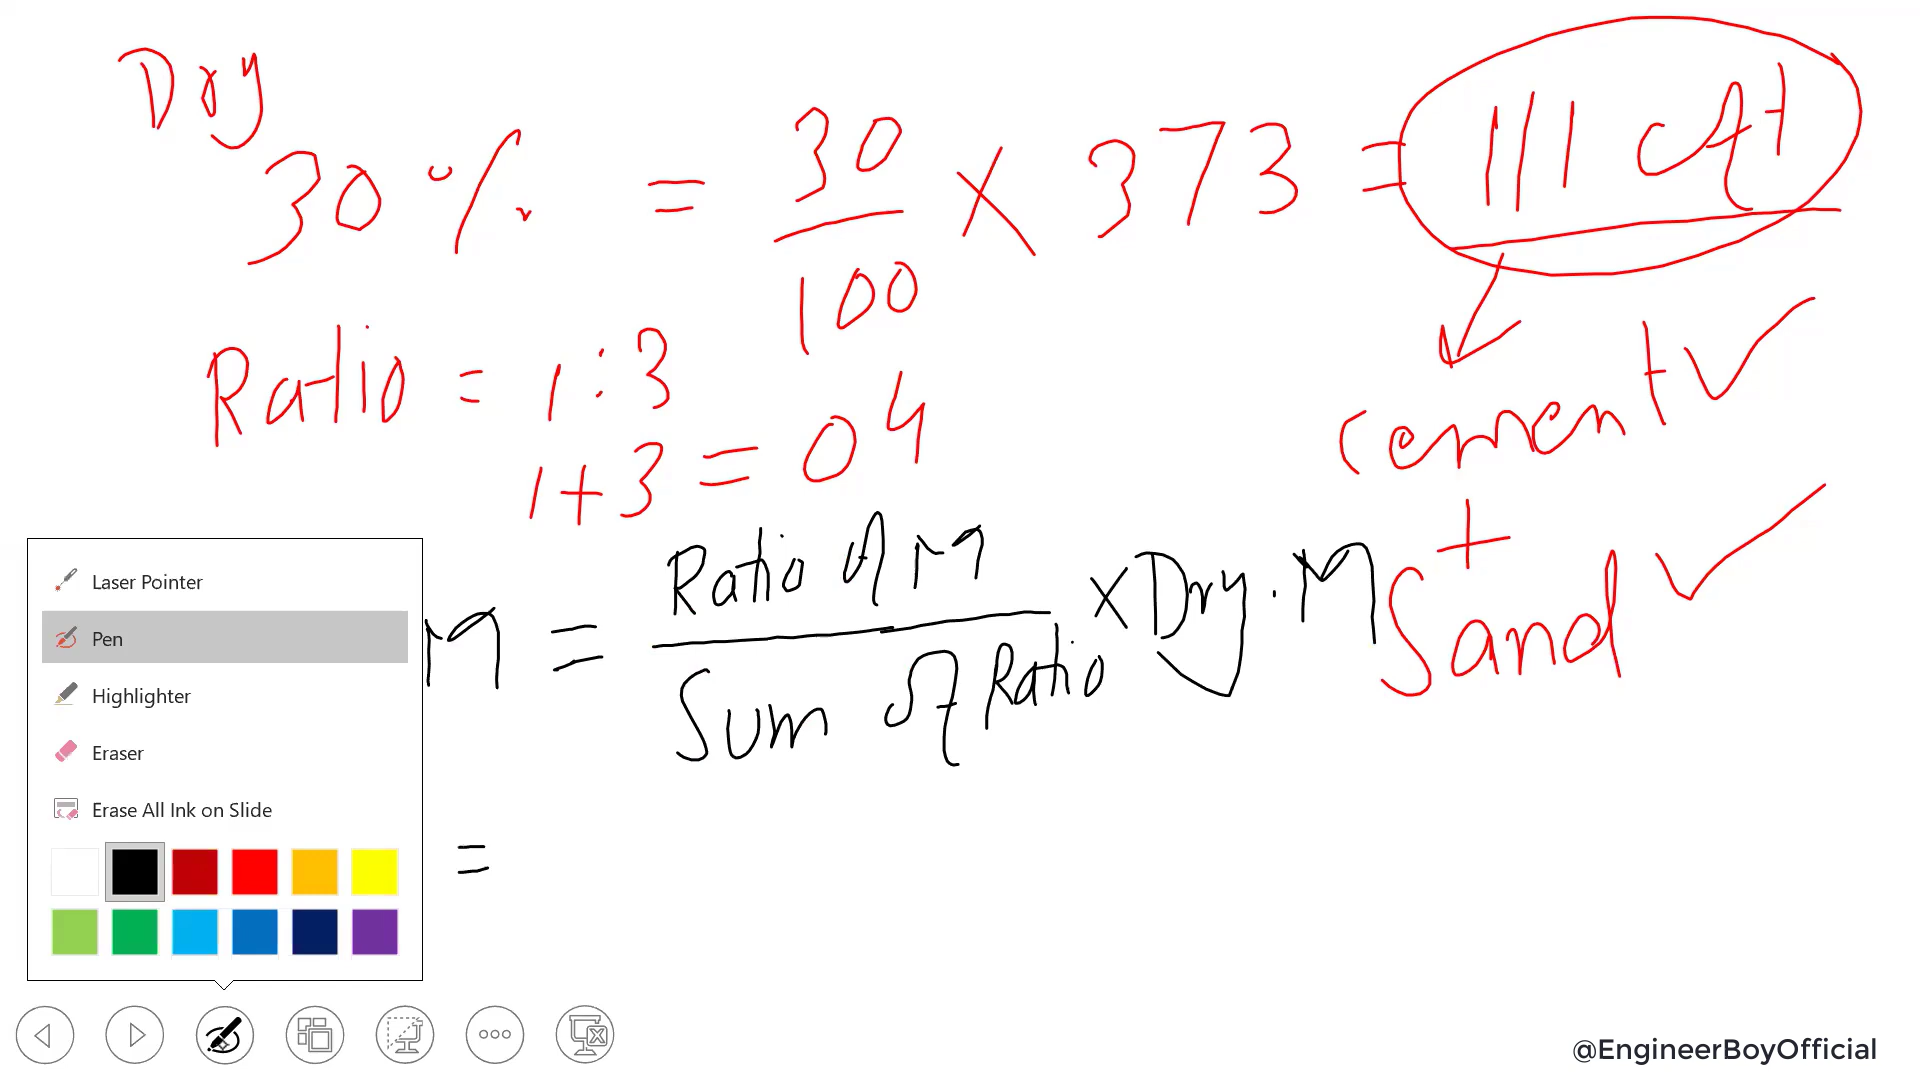 Dry
30% = 30/100 × 373 = 111 cft
Ratio = 1:3
1+3 = 04
cement ✓
+
Sand ✓
M = Ratio of M / Sum of Ratio × Dry . M
=
Laser Pointer
Pen
Highlighter
Eraser
Erase All Ink on Slide
@EngineerBoyOfficial